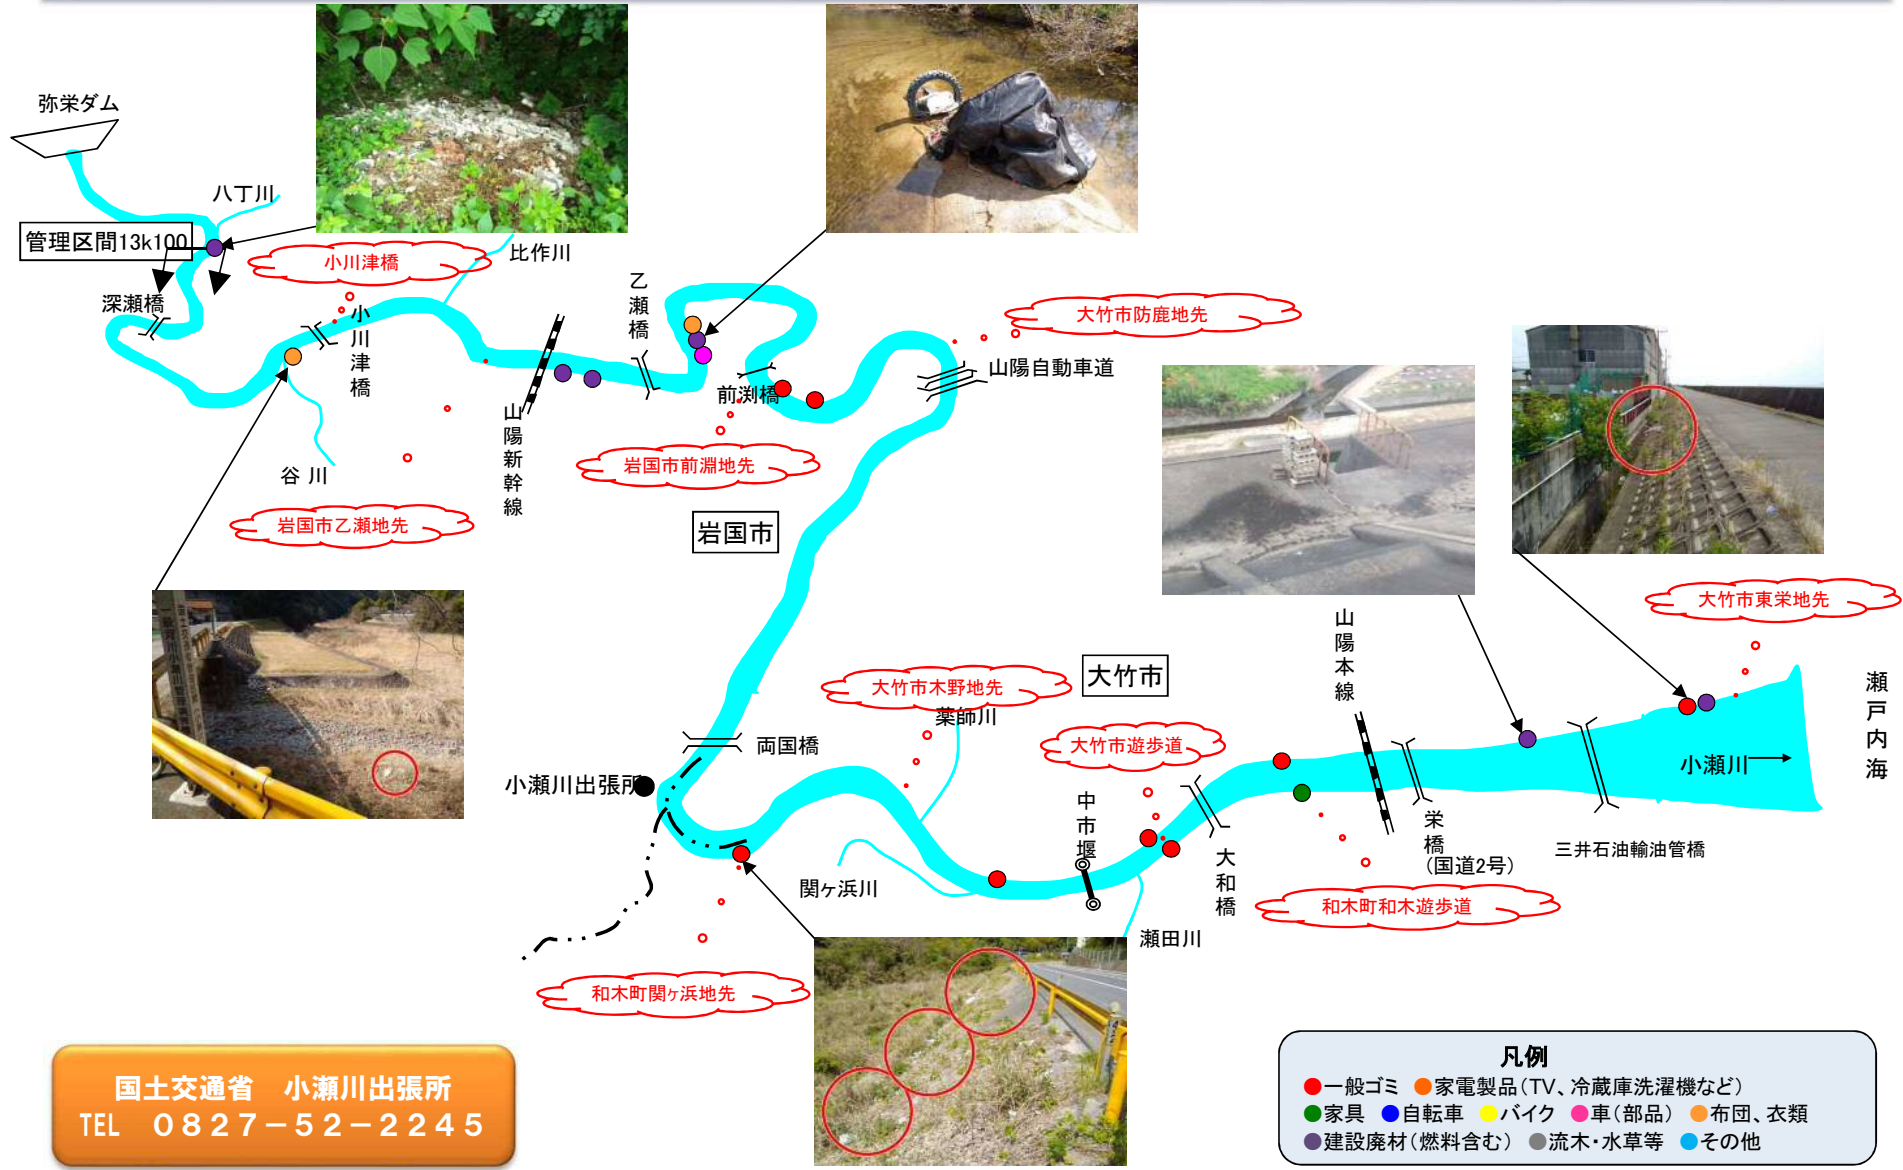 弥栄ダム
八丁川
管理区間13k100
小川津橋
比作川
深瀬橋
小川津橋
乙瀬橋
大竹市防鹿地先
山陽自動車道
前渕橋
山陽新幹線
岩国市前淵地先
谷川
岩国市乙瀬地先
岩国市
山陽本線
大竹市東栄地先
大竹市
大竹市木野地先
薬師川
瀬戸内海
両国橋
大竹市遊歩道
小瀬川
小瀬川出張所
中市堰
大和橋
栄橋
(国道2号)
三井石油輸油管橋
関ヶ浜川
和木町和木遊歩道
瀬田川
和木町関ヶ浜地先
国土交通省 小瀬川出張所
TEL 0827-52-2245
凡例
一般ゴミ 家電製品(TV、冷蔵庫洗濯機など)
家具 自転車 バイク 車(部品) 布団、衣類
建設廃材(燃料含む) 流木・水草等 その他